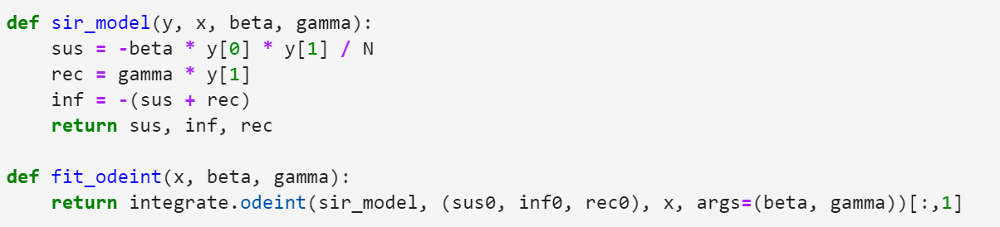 def sir_model(y, x, beta, gamma):
    sus = -beta * y[0] * y[1] / N
    rec = gamma * y[1]
    inf = -(sus + rec)
    return sus, inf, rec

def fit_odeint(x, beta, gamma):
    return integrate.odeint(sir_model, (sus0, inf0, rec0), x, args=(beta, gamma))[:,1]